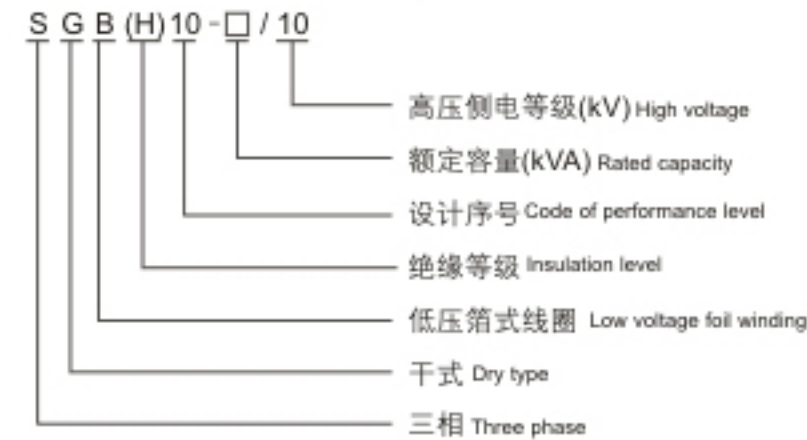 S G B (H) 10 - □ / 10
高压侧电等级(kV) High voltage
额定容量(kVA) Rated capacity
设计序号 Code of performance level
绝缘等级 Insulation level
低压箔式线圈 Low voltage foil winding
干式 Dry type
三相 Three phase